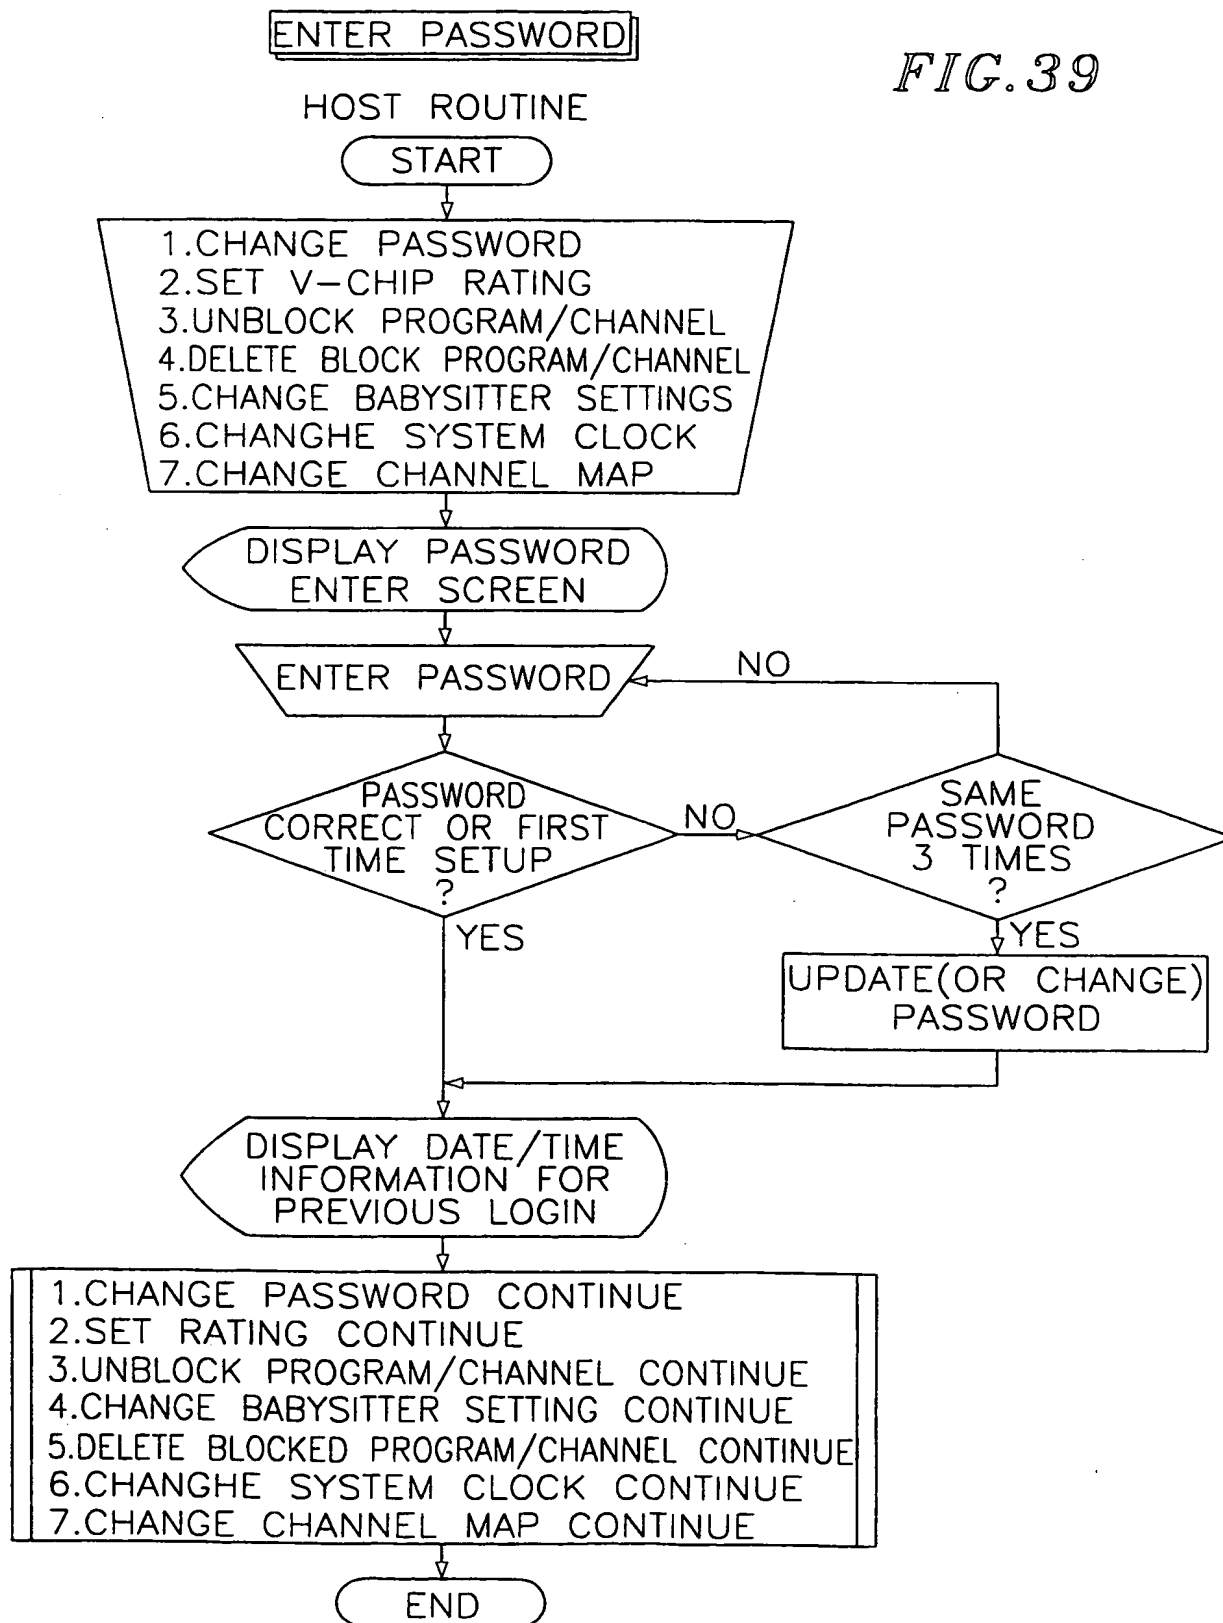 ENTER PASSWORD
FIG.39
HOST ROUTINE
START
1.CHANGE PASSWORD
2.SET V-CHIP RATING
3.UNBLOCK PROGRAM/CHANNEL
4.DELETE BLOCK PROGRAM/CHANNEL
5.CHANGE BABYSITTER SETTINGS
6.CHANGHE SYSTEM CLOCK
7.CHANGE CHANNEL MAP
DISPLAY PASSWORD
ENTER SCREEN
ENTER PASSWORD
NO
PASSWORD
CORRECT OR FIRST
TIME SETUP
?
NO
SAME
PASSWORD
3 TIMES
?
YES
YES
UPDATE(OR CHANGE)
PASSWORD
DISPLAY DATE/TIME
INFORMATION FOR
PREVIOUS LOGIN
1.CHANGE PASSWORD CONTINUE
2.SET RATING CONTINUE
3.UNBLOCK PROGRAM/CHANNEL CONTINUE
4.CHANGE BABYSITTER SETTING CONTINUE
5.DELETE BLOCKED PROGRAM/CHANNEL CONTINUE
6.CHANGHE SYSTEM CLOCK CONTINUE
7.CHANGE CHANNEL MAP CONTINUE
END